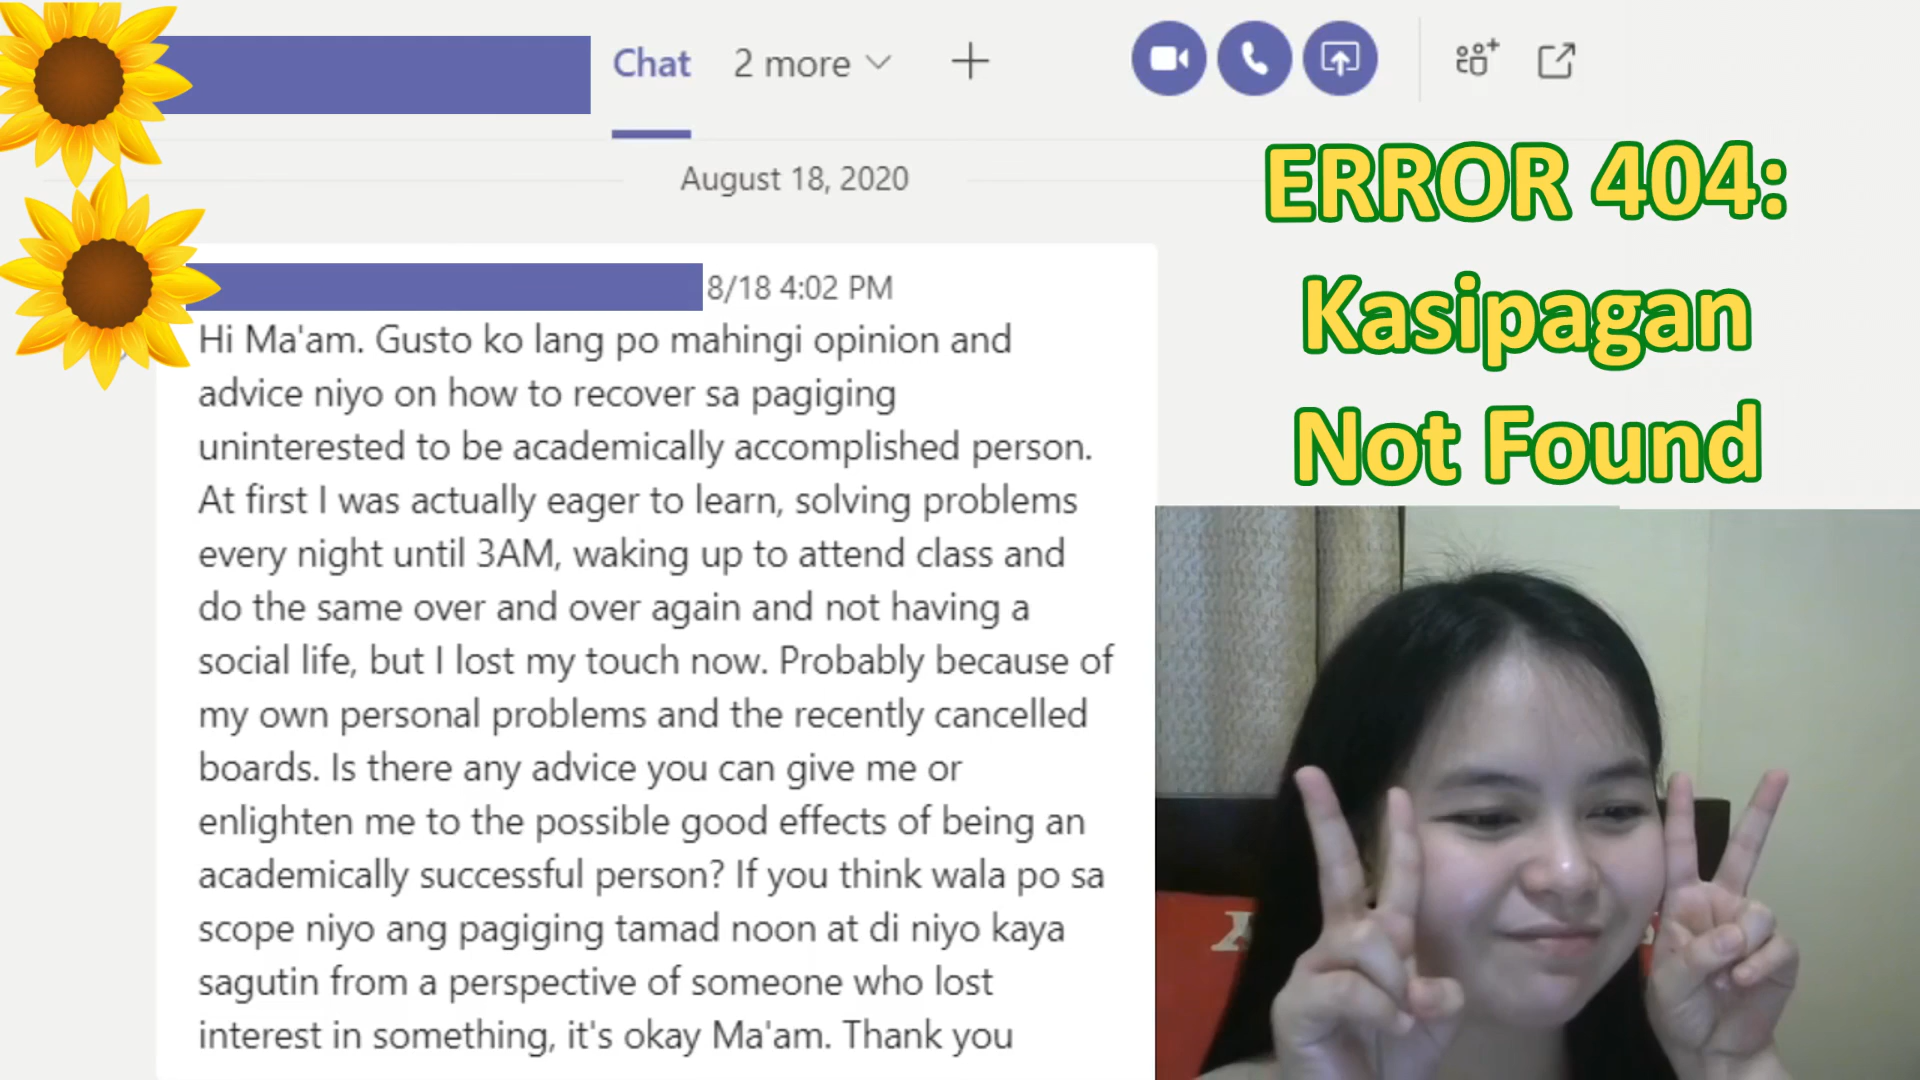 Chat 2 more
August 18, 2020
8/18 4:02 PM
Hi Ma'am. Gusto ko lang po mahingi opinion and
advice niyo on how to recover sa pagiging
uninterested to be academically accomplished person.
At first I was actually eager to learn, solving problems
every night until 3AM, waking up to attend class and
do the same over and over again and not having a
social life, but I lost my touch now. Probably because of
my own personal problems and the recently cancelled
boards. Is there any advice you can give me or
enlighten me to the possible good effects of being an
academically successful person? If you think wala po sa
scope niyo ang pagiging tamad noon at di niyo kaya
sagutin from a perspective of someone who lost
interest in something, it's okay Ma'am. Thank you
ERROR 404:
Kasipagan
Not Found